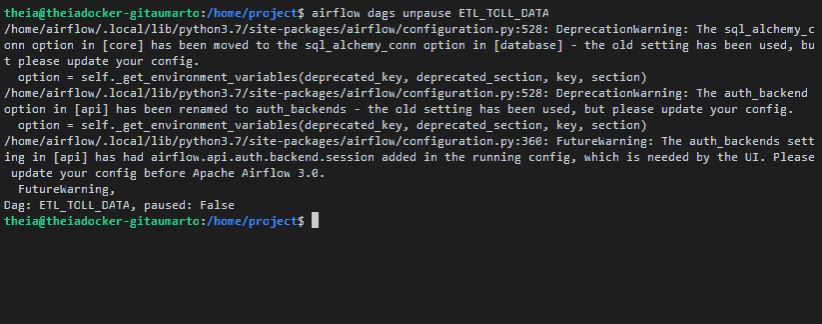 theia@theiadocker-gitaumarto:/home/project$ airflow dags unpause ETL_TOLL_DATA
/home/airflow/.local/lib/python3.7/site-packages/airflow/configuration.py:528: DeprecationWarning: The sql_alchemy_c
onn option in [core] has been moved to the sql_alchemy_conn option in [database] - the old setting has been used, bu
t please update your config.
  option = self._get_environment_variables(deprecated_key, deprecated_section, key, section)
/home/airflow/.local/lib/python3.7/site-packages/airflow/configuration.py:528: DeprecationWarning: The auth_backend
option in [api] has been renamed to auth_backends - the old setting has been used, but please update your config.
  option = self._get_environment_variables(deprecated_key, deprecated_section, key, section)
/home/airflow/.local/lib/python3.7/site-packages/airflow/configuration.py:360: FutureWarning: The auth_backends sett
ing in [api] has had airflow.api.auth.backend.session added in the running config, which is needed by the UI. Please
 update your config before Apache Airflow 3.0.
  FutureWarning,
Dag: ETL_TOLL_DATA, paused: False
theia@theiadocker-gitaumarto:/home/project$